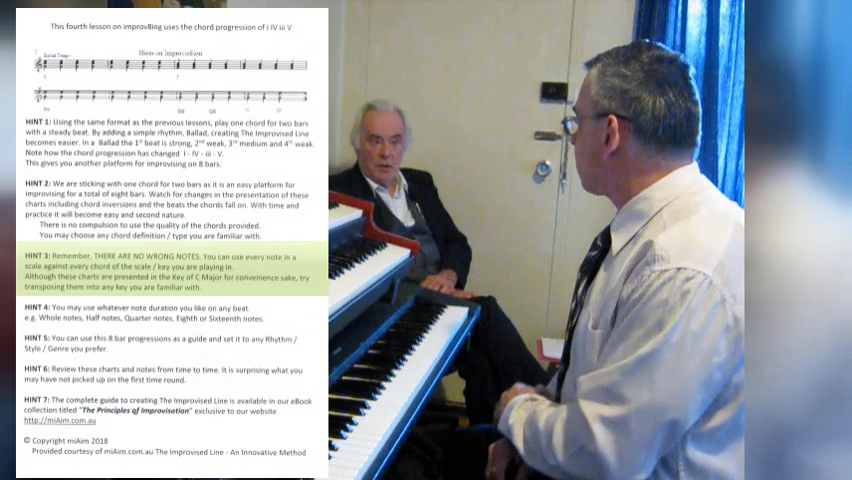 This fourth lesson on improv8ing uses the chord progression of I IV iii V
Hints on Improvisation
Ballad Tempo
HINT 1: Using the same format as the previous lessons, play one chord for two bars
with a steady beat. By adding a simple rhythm, Ballad, creating The Improvised Line
becomes easier. In a Ballad the 1st beat is strong, 2nd weak, 3rd medium and 4th weak.
Note how the chord progression has changed I - IV - iii - V.
This gives you another platform for improvising on 8 bars.
HINT 2: We are sticking with one chord for two bars as it is an easy platform for
improvising for a total of eight bars. Watch for changes in the presentation of these
charts including chord inversions and the beats the chords fall on. With time and
practice it will become easy and second nature.
There is no compulsion to use the quality of the chords provided.
You may choose any chord definition / type you are familiar with.
HINT 3: Remember, THERE ARE NO WRONG NOTES. You can use every note in a
scale against every chord of the scale / key you are playing in.
Although these charts are presented in the Key of C Major for convenience sake, try
transposing them into any key you are familiar with.
HINT 4: You may use whatever note duration you like on any beat.
e.g. Whole notes, Half notes, Quarter notes, Eighth or Sixteenth notes.
HINT 5: You can use this 8 bar progressions as a guide and set it to any Rhythm /
Style / Genre you prefer.
HINT 6: Review these charts and notes from time to time. It is surprising what you
may have not picked up on the first time round.
HINT 7: The complete guide to creating The Improvised Line is available in our eBook
collection titled "The Principles of Improvisation" exclusive to our website
http://miAim.com.au
© Copyright miAim 2018
Provided courtesy of miAim.com.au The Improvised Line - An Innovative Method